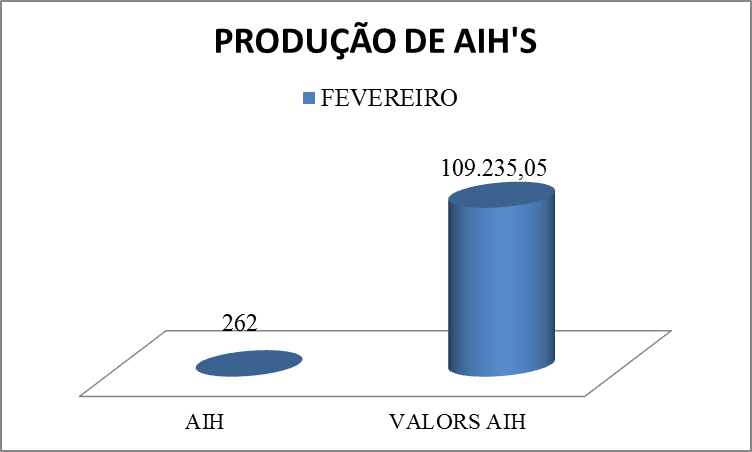 PRODUÇÃO DE AIH'S
FEVEREIRO
109.235,05
262
AIH
VALORS AIH